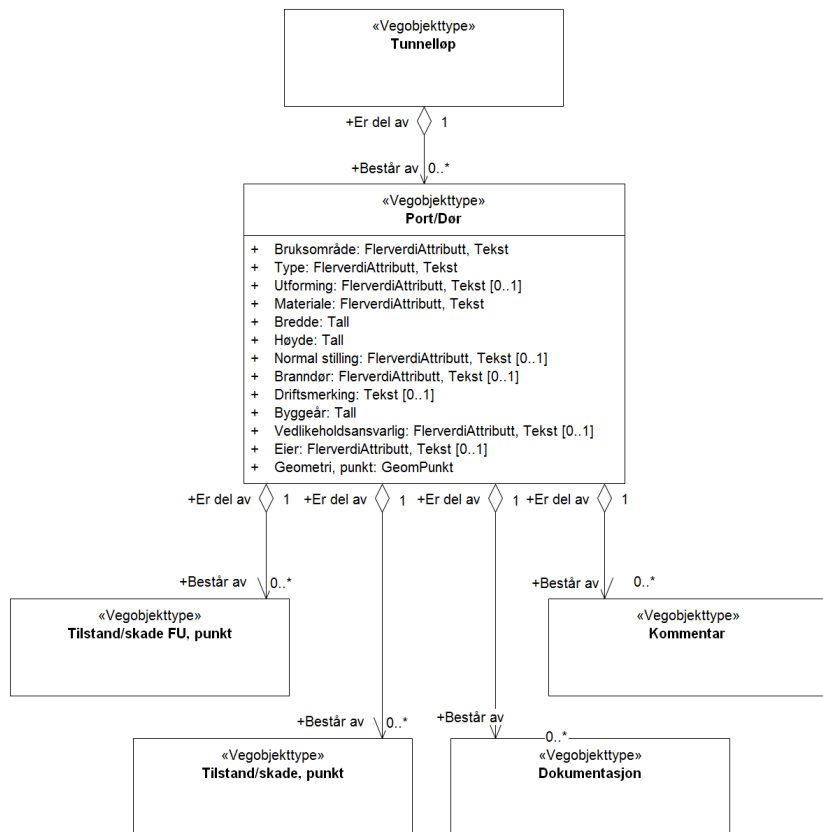 «Vegobjekttype»
Tunnelløp
+Er del av 1
+Består av 0..*
«Vegobjekttype»
Port/Dør
+ Bruksområde: FlerverdiAttributt, Tekst
+ Type: FlerverdiAttributt, Tekst
+ Utforming: FlerverdiAttributt, Tekst [0..1]
+ Materiale: FlerverdiAttributt, Tekst
+ Bredde: Tall
+ Høyde: Tall
+ Normal stilling: FlerverdiAttributt, Tekst [0..1]
+ Branndør: FlerverdiAttributt, Tekst [0..1]
+ Driftsmerking: Tekst [0..1]
+ Byggeår: Tall
+ Vedlikeholdsansvarlig: FlerverdiAttributt, Tekst [0..1]
+ Eier: FlerverdiAttributt, Tekst [0..1]
+ Geometri, punkt: GeomPunkt
+Er del av 1 +Er del av 1 +Er del av 1 +Er del av 1
+Består av 0..* +Består av 0..*
«Vegobjekttype»
Tilstand/skade FU, punkt
«Vegobjekttype»
Kommentar
+Består av 0..* +Består av 0..*
«Vegobjekttype»
Tilstand/skade, punkt
«Vegobjekttype»
Dokumentasjon